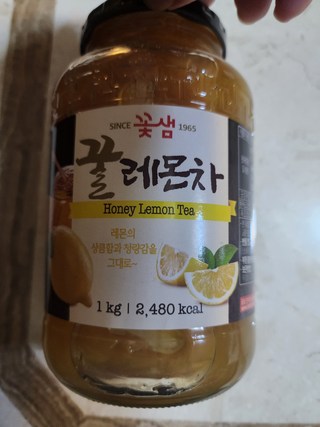 SINCE 꽃샘 1965
꿀레몬차
Honey Lemon Tea
레몬의
상큼함과 청량감을
그대로~
1 kg | 2,480 kcal